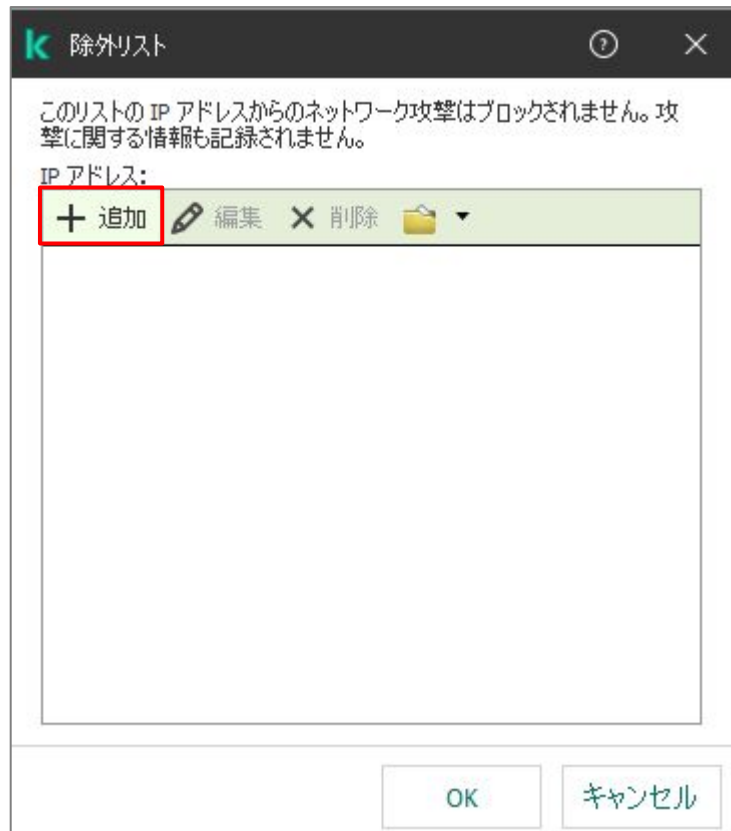 除外リスト
このリストの IP アドレスからのネットワーク攻撃はブロックされません。攻
撃に関する情報も記録されません。
IP アドレス:
追加 編集 削除
OK キャンセル